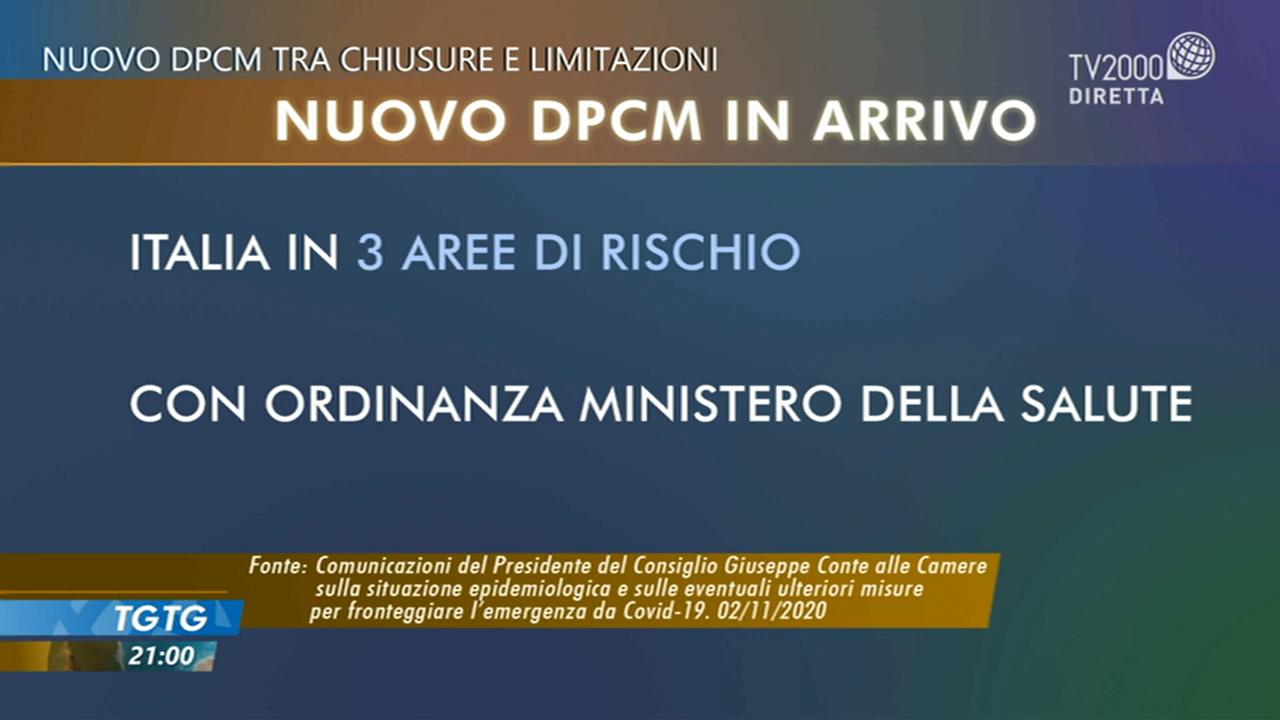 NUOVO DPCM TRA CHIUSURE E LIMITAZIONI
TV2000
DIRETTA
NUOVO DPCM IN ARRIVO
ITALIA IN 3 AREE DI RISCHIO
CON ORDINANZA MINISTERO DELLA SALUTE
Fonte: Comunicazioni del Presidente del Consiglio Giuseppe Conte alle Camere
sulla situazione epidemiologica e sulle eventuali ulteriori misure
per fronteggiare l'emergenza da Covid-19. 02/11/2020
TGTG
21:00